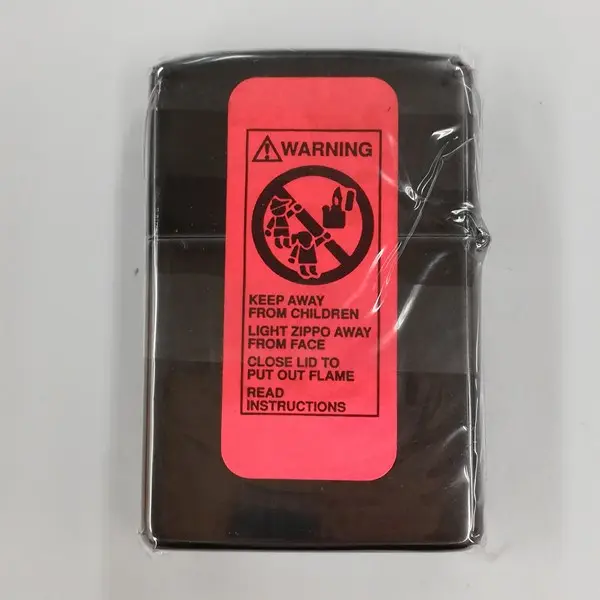 WARNING
KEEP AWAY
FROM CHILDREN
LIGHT ZIPPO AWAY
FROM FACE
CLOSE LID TO
PUT OUT FLAME
READ
INSTRUCTIONS